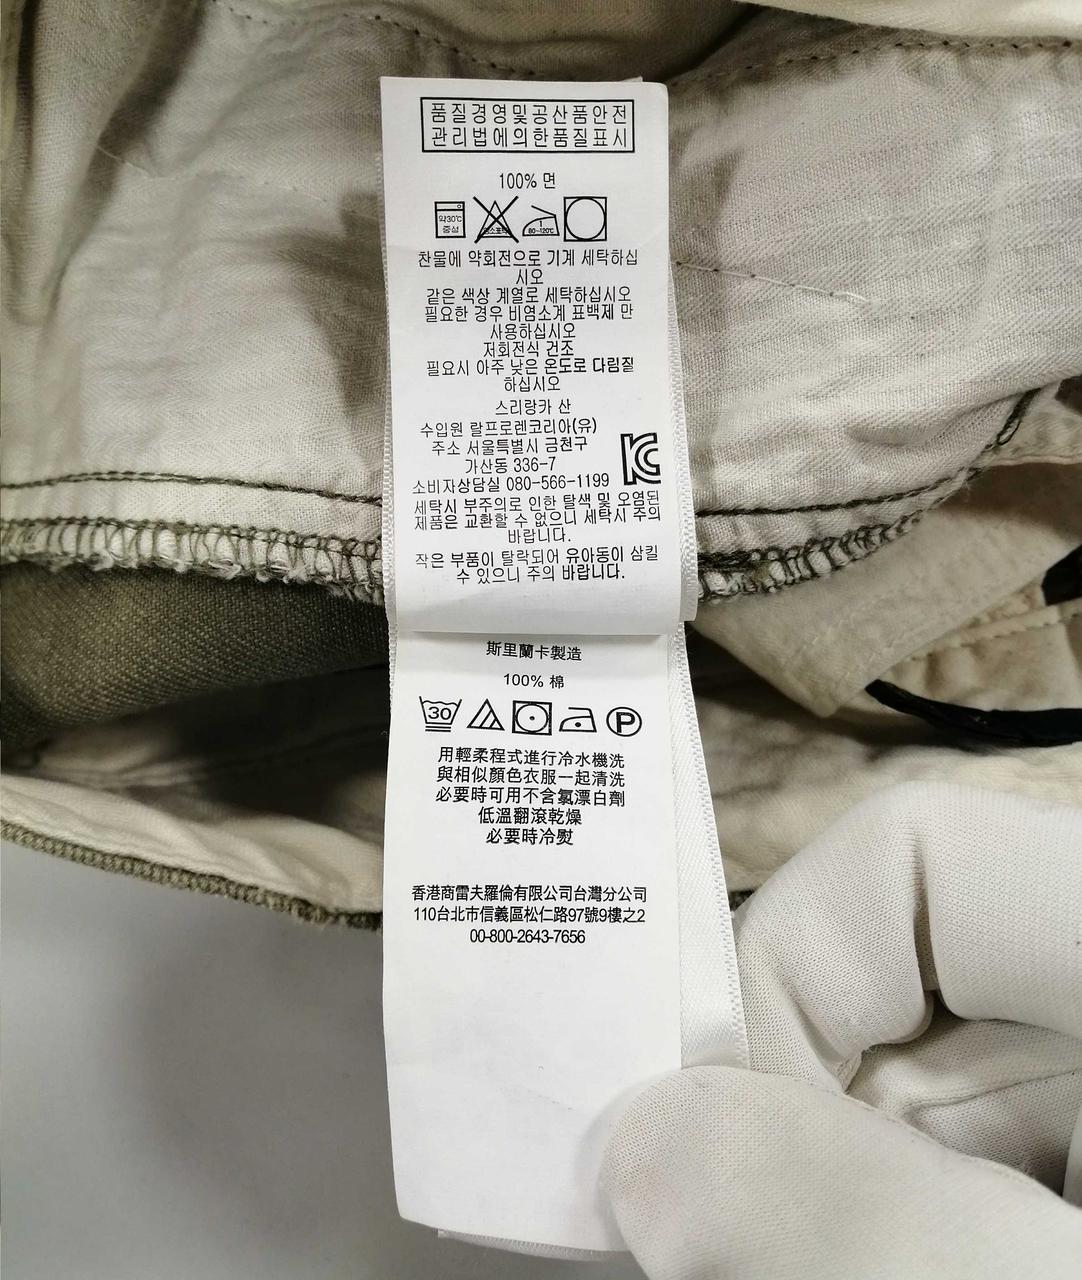 품질경영및공산품안전
관리법에의한품질표시
100% 면
약30℃
중성
80~120℃
찬물에 약회전으로 기계 세탁하십
시오
같은 색상 계열로 세탁하십시오
필요한 경우 비염소계 표백제 만
사용하십시오
저회전식 건조
필요시 아주 낮은 온도로 다림질
하십시오
스리랑카 산
수입원 랄프로렌코리아(유)
주소 서울특별시 금천구
가산동 336-7
소비자상담실 080-566-1199
세탁시 부주의로 인한 탈색 및 오염된
제품은 교환할 수 없으니 세탁시 주의
바랍니다.
작은 부품이 탈락되어 유아동이 삼킬
수 있으니 주의 바랍니다.
斯里蘭卡製造
100% 棉
30 P
用輕柔程式進行冷水機洗
與相似顏色衣服一起清洗
必要時可用不含氯漂白劑
低溫翻滾乾燥
必要時冷熨
香港商雷夫羅倫有限公司台灣分公司
110台北市信義區松仁路97號9樓之2
00-800-2643-7656